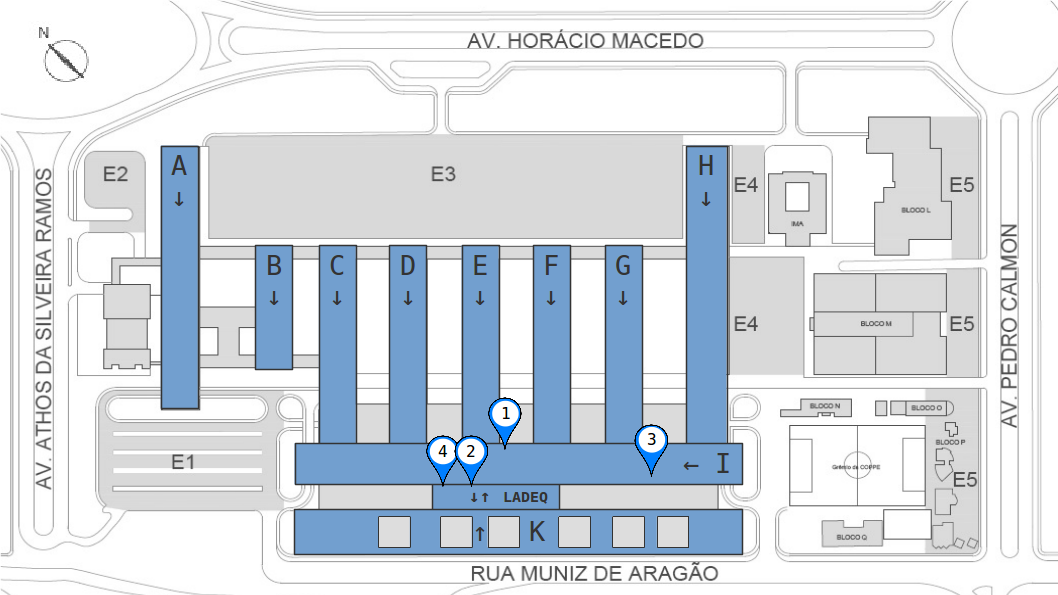 N
AV. HORÁCIO MACEDO
A
↓
E2
E3
H
↓
E4
IMA
BLOCO L
E5
AV. ATHOS DA SILVEIRA RAMOS
B
↓
C
↓
D
↓
E
↓
F
↓
G
↓
E4
BLOCO M
E5
AV. PEDRO CALMON
1
BLOCO N
BLOCO O
BLOCO P
4
2
3
E1
← I
Grêmio da COPPE
E5
↓↑ LADEQ
↑ K
BLOCO Q
RUA MUNIZ DE ARAGÃO